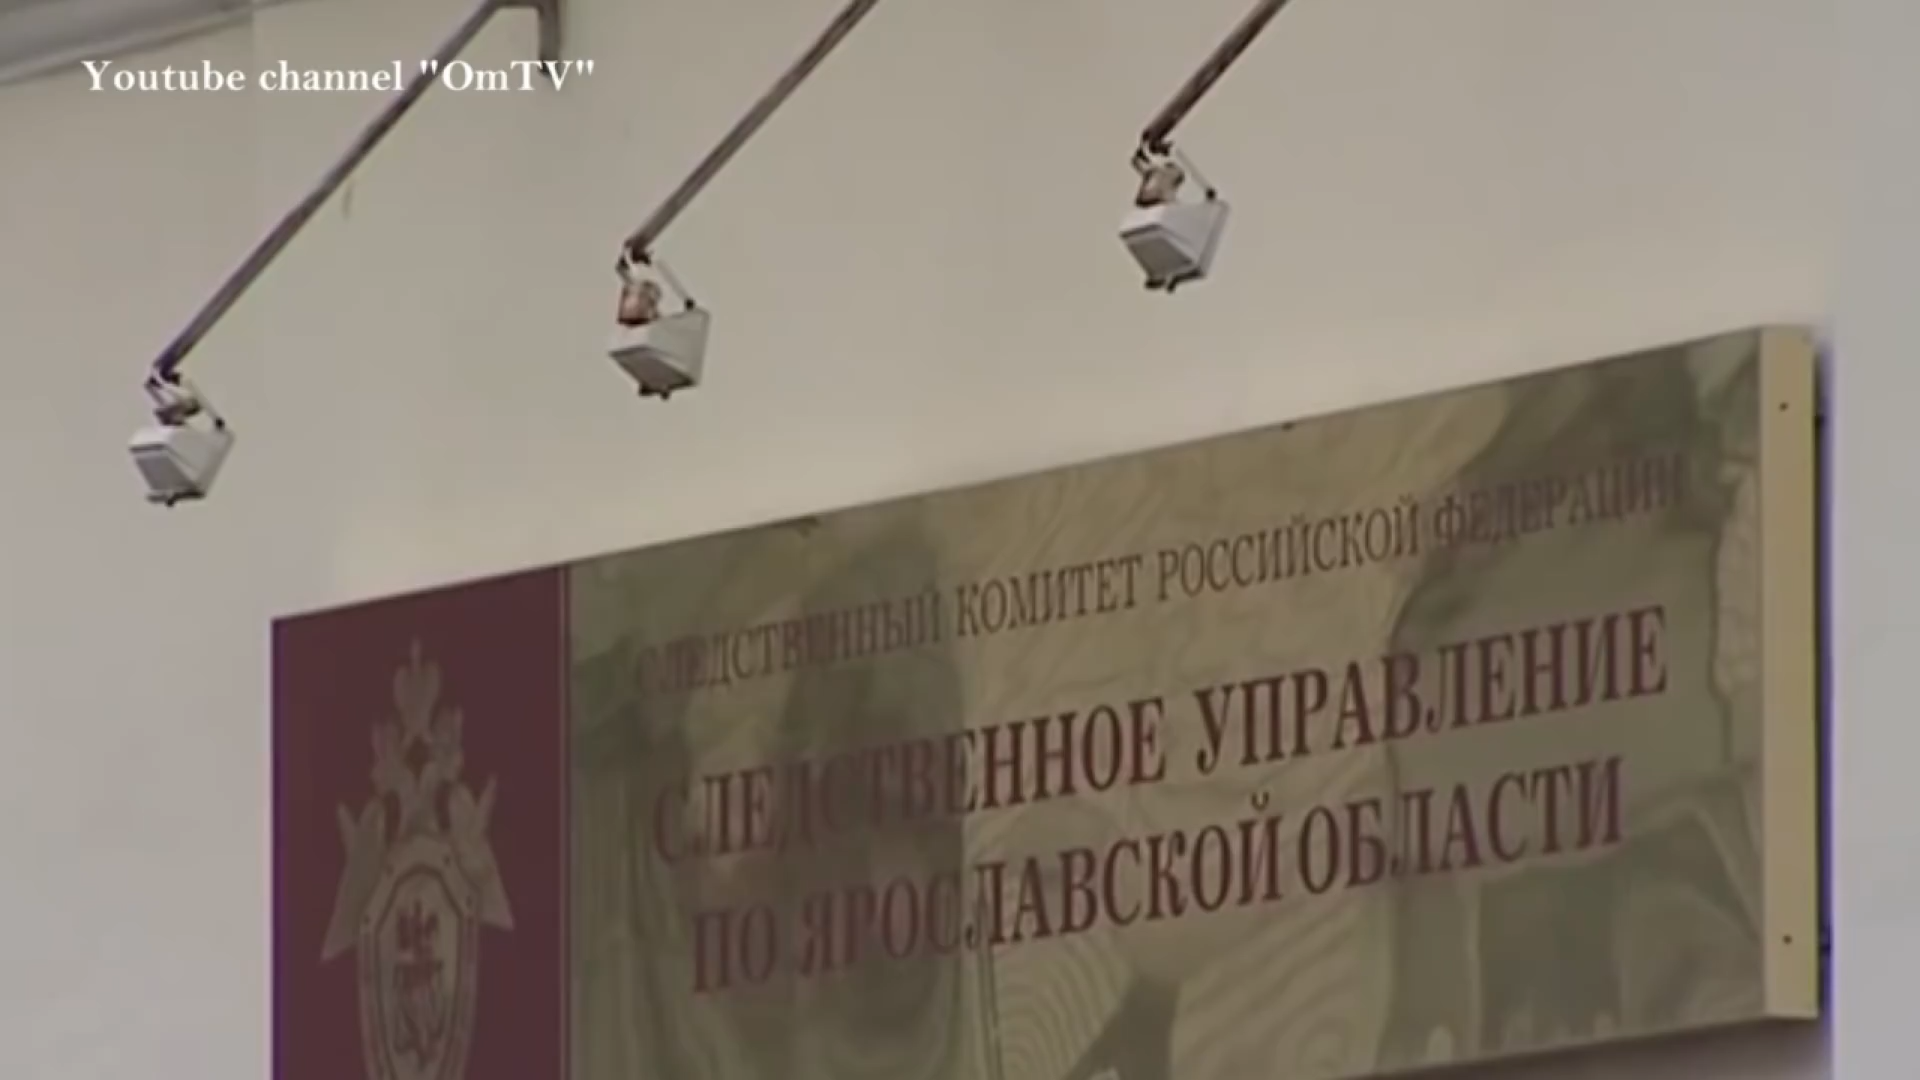 Youtube channel "OmTV"
СЛЕДСТВЕННЫЙ КОМИТЕТ РОССИЙСКОЙ ФЕДЕРАЦИИ
СЛЕДСТВЕННОЕ УПРАВЛЕНИЕ
ПО ЯРОСЛАВСКОЙ ОБЛАСТИ